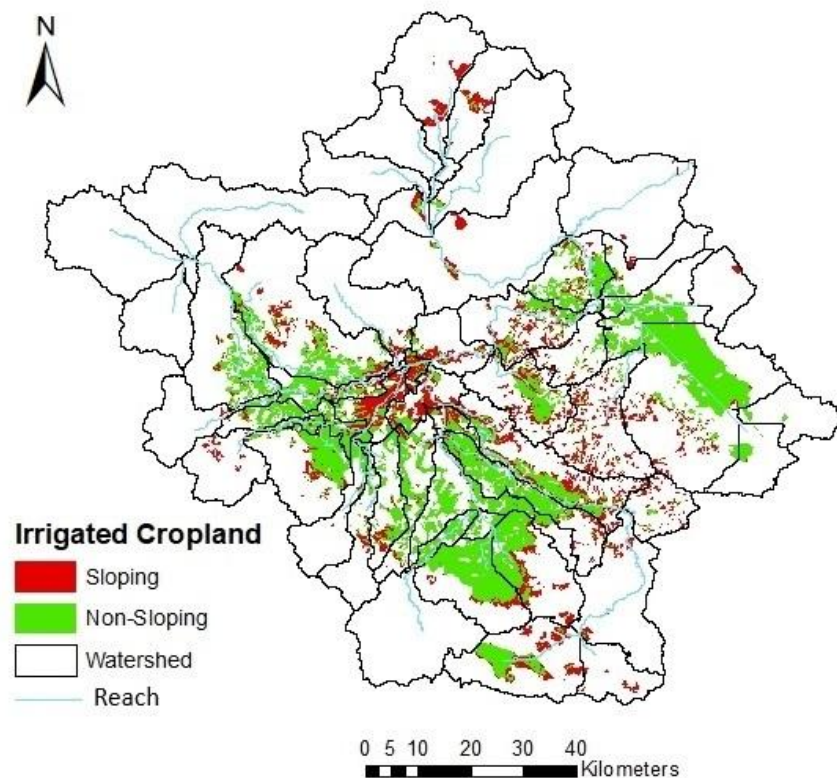 N
Irrigated Cropland
Sloping
Non-Sloping
Watershed
Reach
0 5 10 20 30 40
Kilometers